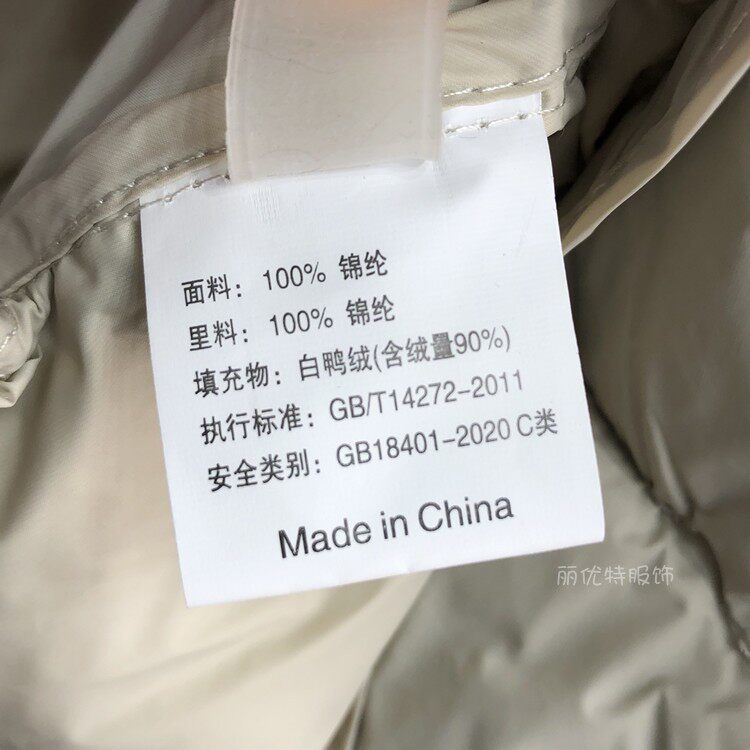 面料：100% 锦纶
里料：100% 锦纶
填充物：白鸭绒(含绒量90%)
执行标准：GB/T14272-2011
安全类别：GB18401-2020 C类
Made in China
丽优特服饰